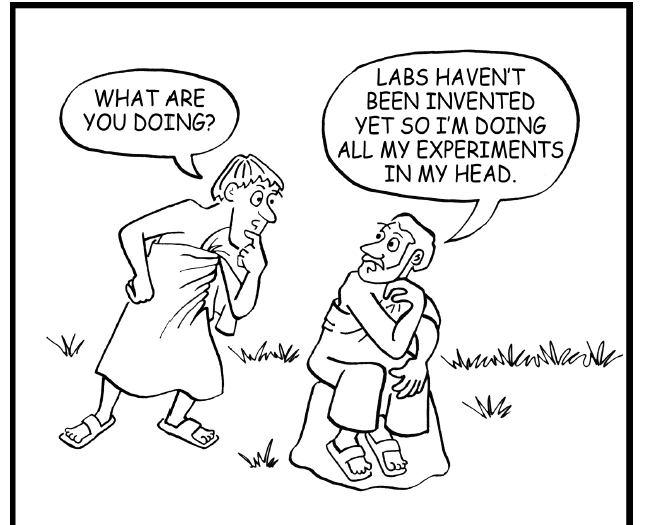 WHAT ARE
YOU DOING?
LABS HAVEN'T
BEEN INVENTED
YET SO I'M DOING
ALL MY EXPERIMENTS
IN MY HEAD.